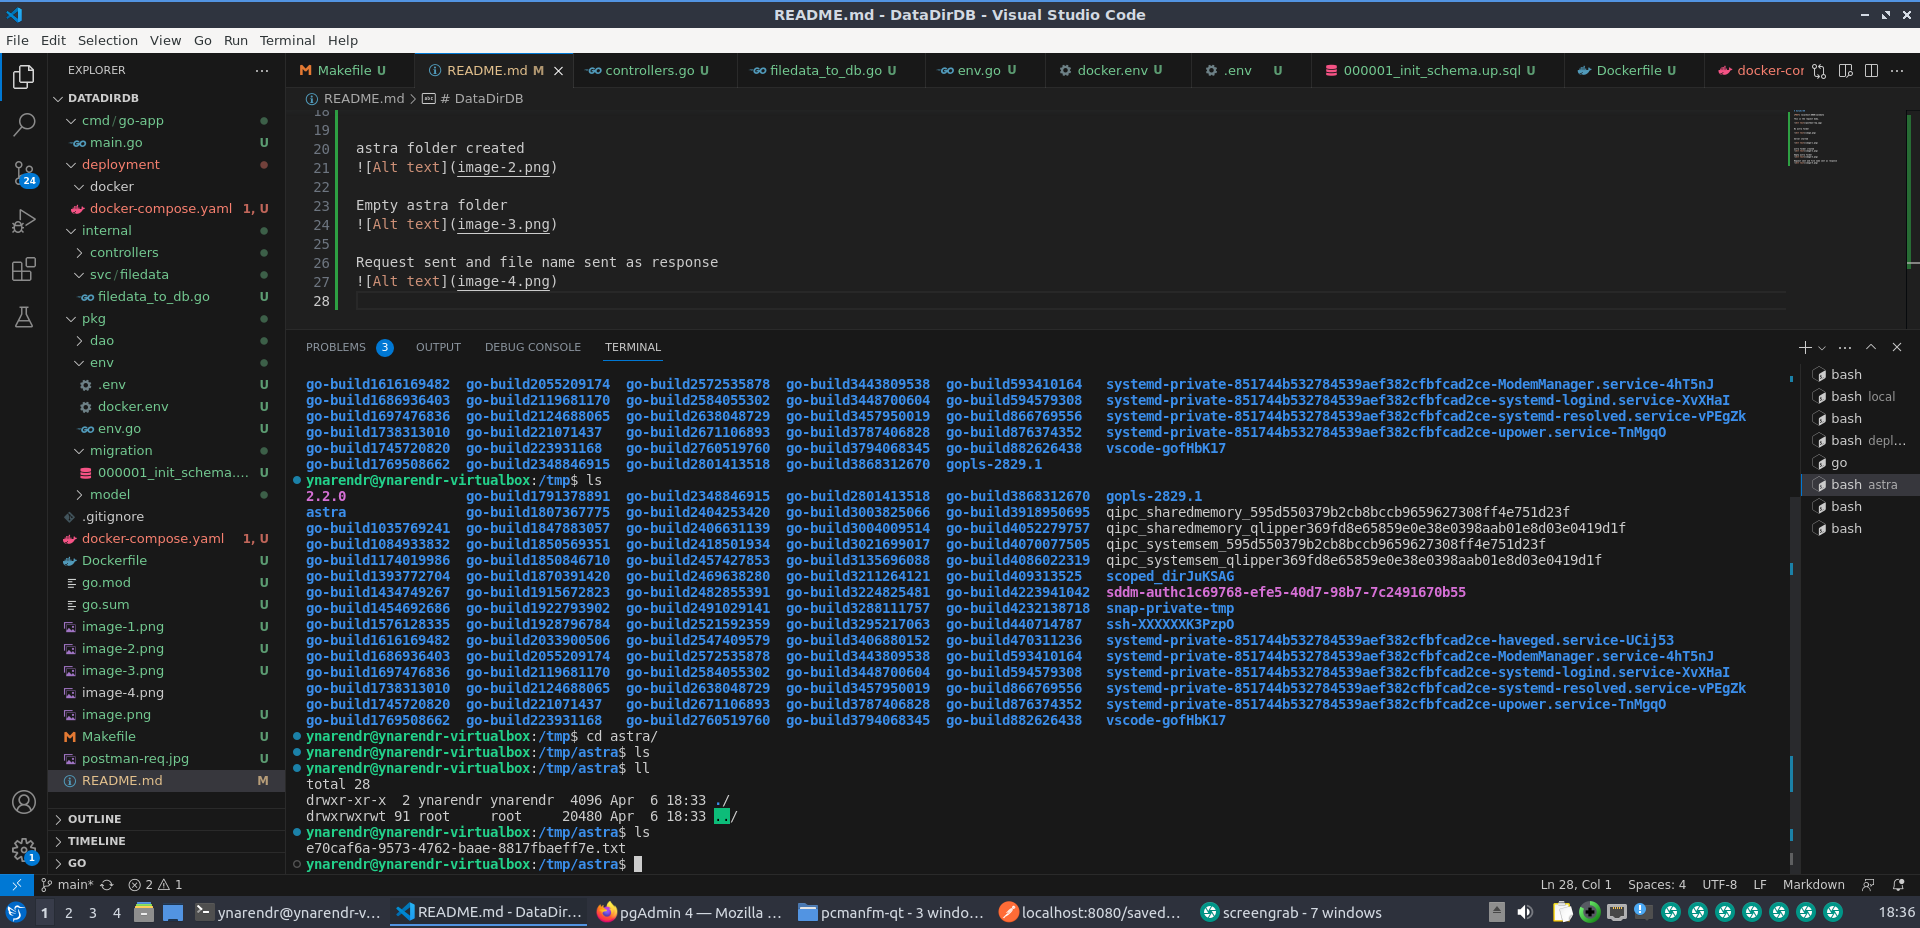 README.md - DataDirDB - Visual Studio Code
File Edit Selection View Go Run Terminal Help
EXPLORER
DATADIRDB
cmd / go-app
main.go U
deployment
docker
docker-compose.yaml 1, U
internal
controllers
svc / filedata
filedata_to_db.go U
pkg
dao
env
.env U
docker.env U
env.go U
migration
000001_init_schema.... U
model
.gitignore
docker-compose.yaml 1, U
Dockerfile U
go.mod U
go.sum U
image-1.png U
image-2.png U
image-3.png U
image-4.png
image.png U
Makefile U
postman-req.jpg U
README.md M
OUTLINE
TIMELINE
GO
24
1
Makefile U README.md M controllers.go U filedata_to_db.go U env.go U docker.env U .env U 000001_init_schema.up.sql U Dockerfile U docker-cor
README.md > # DataDirDB
18
19
20 astra folder created
21 ![Alt text](image-2.png)
22
23 Empty astra folder
24 ![Alt text](image-3.png)
25
26 Request sent and file name sent as response
27 ![Alt text](image-4.png)
28
PROBLEMS 3 OUTPUT DEBUG CONSOLE TERMINAL
go-build1616169482 go-build2055209174 go-build2572535878 go-build3443809538 go-build593410164 systemd-private-851744b532784539aef382cfbfcad2ce-ModemManager.service-4hT5nJ
go-build1686936403 go-build2119681170 go-build2584055302 go-build3448700604 go-build594579308 systemd-private-851744b532784539aef382cfbfcad2ce-systemd-logind.service-XvXHaI
go-build1697476836 go-build2124688065 go-build2638048729 go-build3457950019 go-build866769556 systemd-private-851744b532784539aef382cfbfcad2ce-systemd-resolved.service-vPEgZk
go-build1738313010 go-build221071437 go-build2671106893 go-build3787406828 go-build876374352 systemd-private-851744b532784539aef382cfbfcad2ce-upower.service-TnMgqO
go-build1745720820 go-build223931168 go-build2760519760 go-build3794068345 go-build882626438 vscode-gofHbK17
go-build1769508662 go-build2348846915 go-build2801413518 go-build3868312670 gopls-2829.1
ynarendr@ynarendr-virtualbox:/tmp$ ls
2.2.0 go-build1791378891 go-build2348846915 go-build2801413518 go-build3868312670 gopls-2829.1
astra go-build1807367775 go-build2404253420 go-build3003825066 go-build3918950695 qipc_sharedmemory_595d550379b2cb8bccb9659627308ff4e751d23f
go-build1035769241 go-build1847883057 go-build2406631139 go-build3004009514 go-build4052279757 qipc_sharedmemory_qlipper369fd8e65859e0e38e0398aab01e8d03e0419d1f
go-build1084933832 go-build1850569351 go-build2418501934 go-build3021699017 go-build4070077505 qipc_systemsem_595d550379b2cb8bccb9659627308ff4e751d23f
go-build1174019986 go-build1850846710 go-build2457427853 go-build3135696088 go-build4086022319 qipc_systemsem_qlipper369fd8e65859e0e38e0398aab01e8d03e0419d1f
go-build1393772704 go-build1870391420 go-build2469638280 go-build3211264121 go-build409313525 scoped_dirJuKSAG
go-build1434749267 go-build1915672823 go-build2482855391 go-build3224825481 go-build4223941042 sddm-authc1c69768-efe5-40d7-98b7-7c2491670b55
go-build1454692686 go-build1922793902 go-build2491029141 go-build3288111757 go-build4232138718 snap-private-tmp
go-build1576128335 go-build1928796784 go-build2521592359 go-build3295217063 go-build440714787 ssh-XXXXXXK3PzpO
go-build1616169482 go-build2033900506 go-build2547409579 go-build3406880152 go-build470311236 systemd-private-851744b532784539aef382cfbfcad2ce-haveged.service-UCij53
go-build1686936403 go-build2055209174 go-build2572535878 go-build3443809538 go-build593410164 systemd-private-851744b532784539aef382cfbfcad2ce-ModemManager.service-4hT5nJ
go-build1697476836 go-build2119681170 go-build2584055302 go-build3448700604 go-build594579308 systemd-private-851744b532784539aef382cfbfcad2ce-systemd-logind.service-XvXHaI
go-build1738313010 go-build2124688065 go-build2638048729 go-build3457950019 go-build866769556 systemd-private-851744b532784539aef382cfbfcad2ce-systemd-resolved.service-vPEgZk
go-build1745720820 go-build221071437 go-build2671106893 go-build3787406828 go-build876374352 systemd-private-851744b532784539aef382cfbfcad2ce-upower.service-TnMgqO
go-build1769508662 go-build223931168 go-build2760519760 go-build3794068345 go-build882626438 vscode-gofHbK17
ynarendr@ynarendr-virtualbox:/tmp$ cd astra/
ynarendr@ynarendr-virtualbox:/tmp/astra$ ls
ynarendr@ynarendr-virtualbox:/tmp/astra$ ll
total 28
drwxr-xr-x 2 ynarendr ynarendr 4096 Apr 6 18:33 ./
drwxrwxrwt 91 root root 20480 Apr 6 18:33 ../
ynarendr@ynarendr-virtualbox:/tmp/astra$ ls
e70caf6a-9573-4762-baae-8817fbaeff7e.txt
ynarendr@ynarendr-virtualbox:/tmp/astra$
bash
bash local
bash
bash depl...
go
bash astra
bash
bash
main* 2 1 Ln 28, Col 1 Spaces: 4 UTF-8 LF Markdown
1 2 3 4 ynarendr@ynarendr-v... README.md - DataDir... pgAdmin 4 — Mozilla ... pcmanfm-qt - 3 windo... localhost:8080/saved... screengrab - 7 windows 18:36